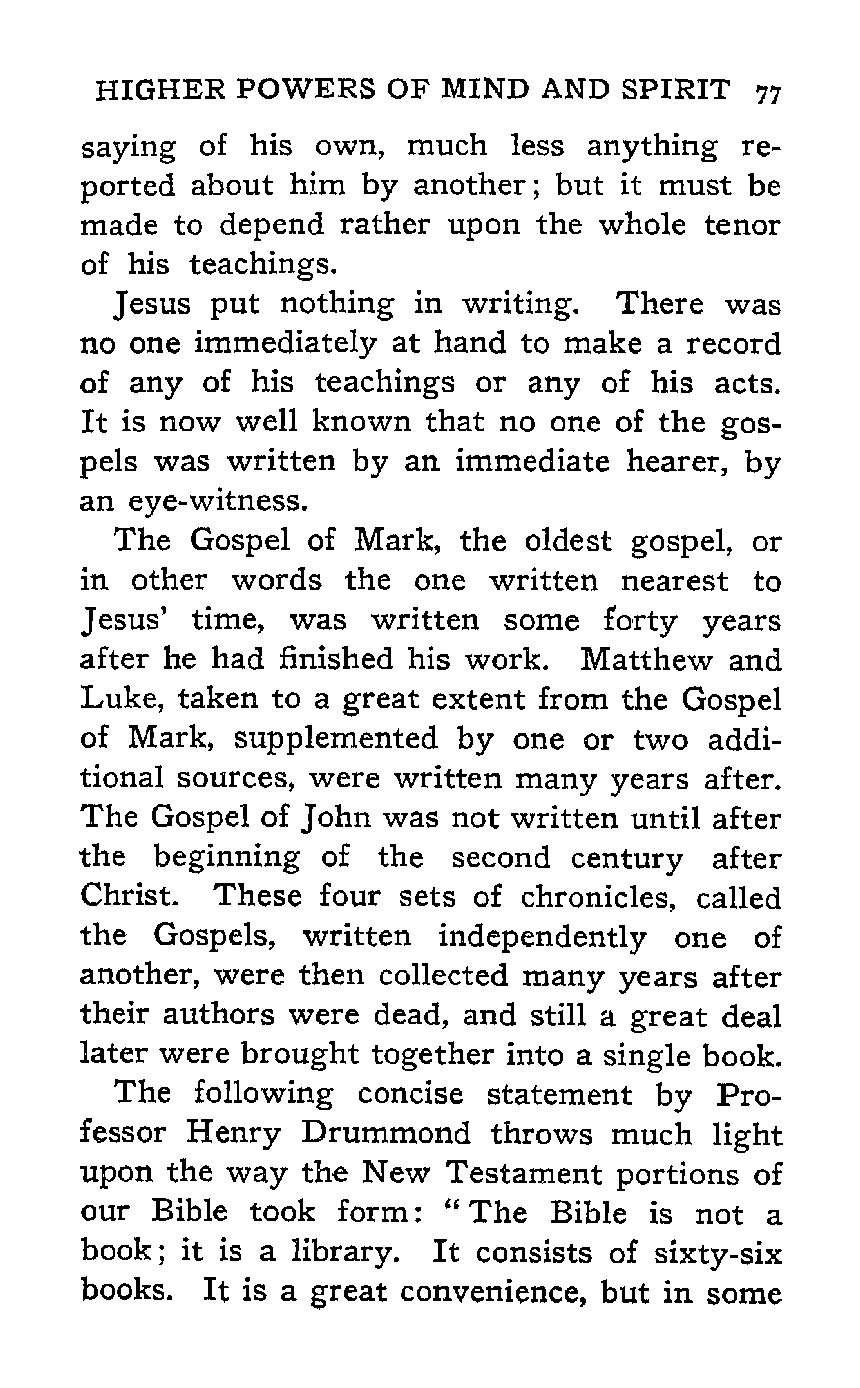 HIGHER POWERS OF MIND AND SPIRIT 77
saying of his own, much less anything re-
ported about him by another; but it must be
made to depend rather upon the whole tenor
of his teachings.
Jesus put nothing in writing. There was
no one immediately at hand to make a record
of any of his teachings or any of his acts.
It is now well known that no one of the gos-
pels was written by an immediate hearer, by
an eye-witness.
The Gospel of Mark, the oldest gospel, or
in other words the one written nearest to
Jesus' time, was written some forty years
after he had finished his work. Matthew and
Luke, taken to a great extent from the Gospel
of Mark, supplemented by one or two addi-
tional sources, were written many years after.
The Gospel of John was not written until after
the beginning of the second century after
Christ. These four sets of chronicles, called
the Gospels, written independently one of
another, were then collected many years after
their authors were dead, and still a great deal
later were brought together into a single book.
The following concise statement by Pro-
fessor Henry Drummond throws much light
upon the way the New Testament portions of
our Bible took form: "The Bible is not a
book; it is a library. It consists of sixty-six
books. It is a great convenience, but in some